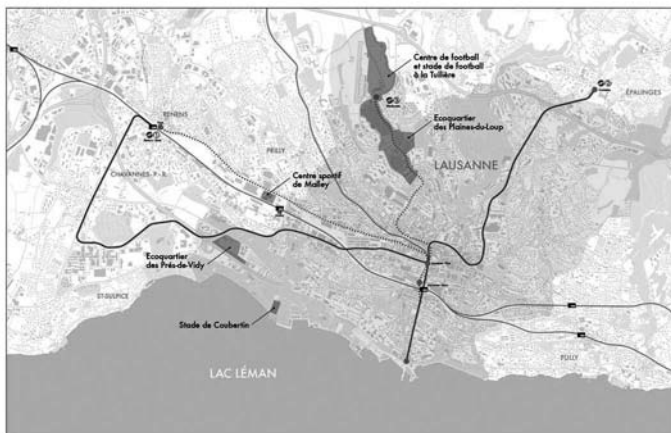 Centre de football
et stade de football
à la Tuilière
ÉPALINGES
RENENS
Ecoquartier
des Plaines-du-Loup
PRILLY
LAUSANNE
CHAVANNES-P.-R.
Centre sportif
de Malley
Ecoquartier
des Prés-de-Vidy
ST-SULPICE
Stade de Coubertin
PULLY
LAC LÉMAN